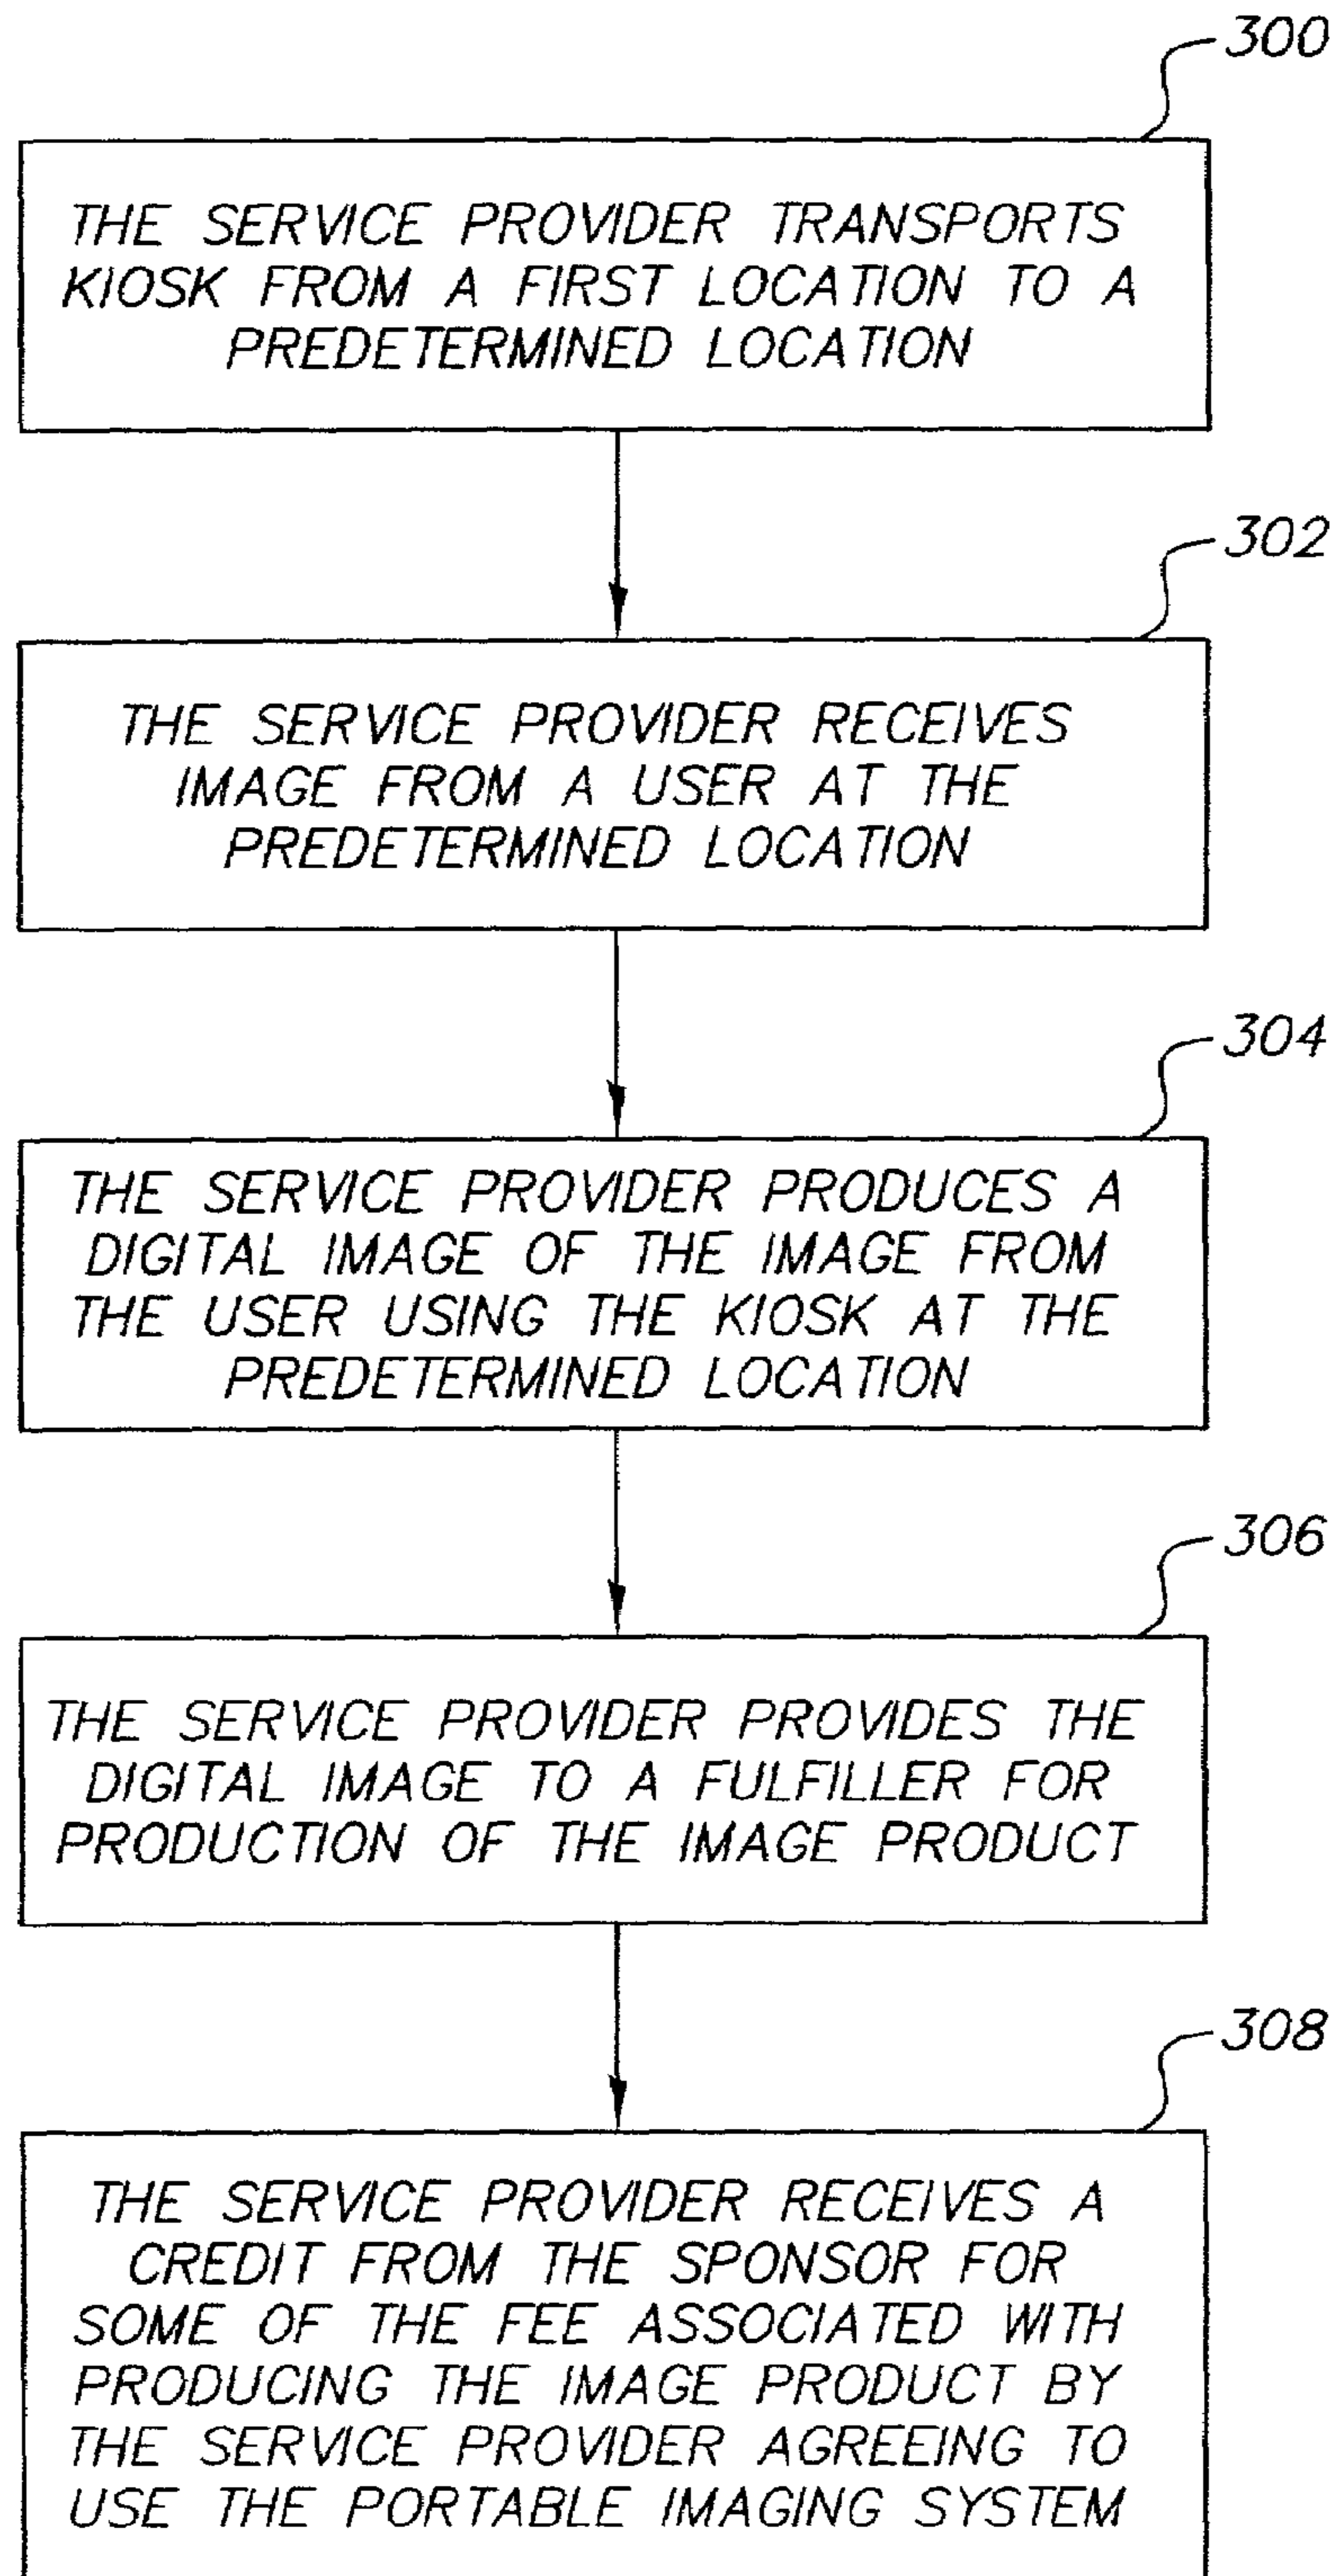 300
THE SERVICE PROVIDER TRANSPORTS
KIOSK FROM A FIRST LOCATION TO A
PREDETERMINED LOCATION
302
THE SERVICE PROVIDER RECEIVES
IMAGE FROM A USER AT THE
PREDETERMINED LOCATION
304
THE SERVICE PROVIDER PRODUCES A
DIGITAL IMAGE OF THE IMAGE FROM
THE USER USING THE KIOSK AT THE
PREDETERMINED LOCATION
306
THE SERVICE PROVIDER PROVIDES THE
DIGITAL IMAGE TO A FULFILLER FOR
PRODUCTION OF THE IMAGE PRODUCT
308
THE SERVICE PROVIDER RECEIVES A
CREDIT FROM THE SPONSOR FOR
SOME OF THE FEE ASSOCIATED WITH
PRODUCING THE IMAGE PRODUCT BY
THE SERVICE PROVIDER AGREEING TO
USE THE PORTABLE IMAGING SYSTEM